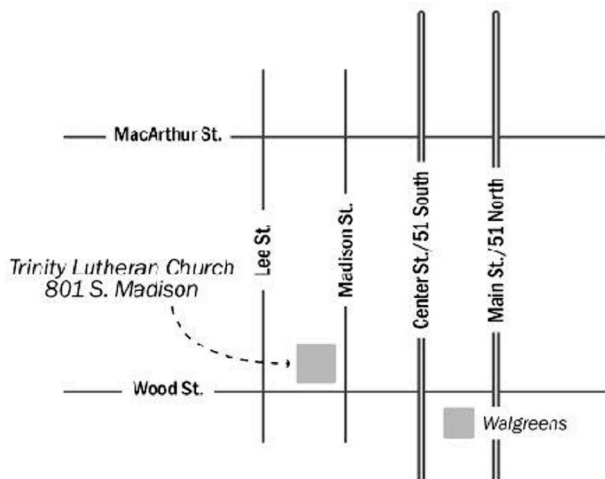 MacArthur St.
Lee St.
Madison St.
Center St./51 South
Main St./51 North
Trinity Lutheran Church
801 S. Madison
Wood St.
Walgreens